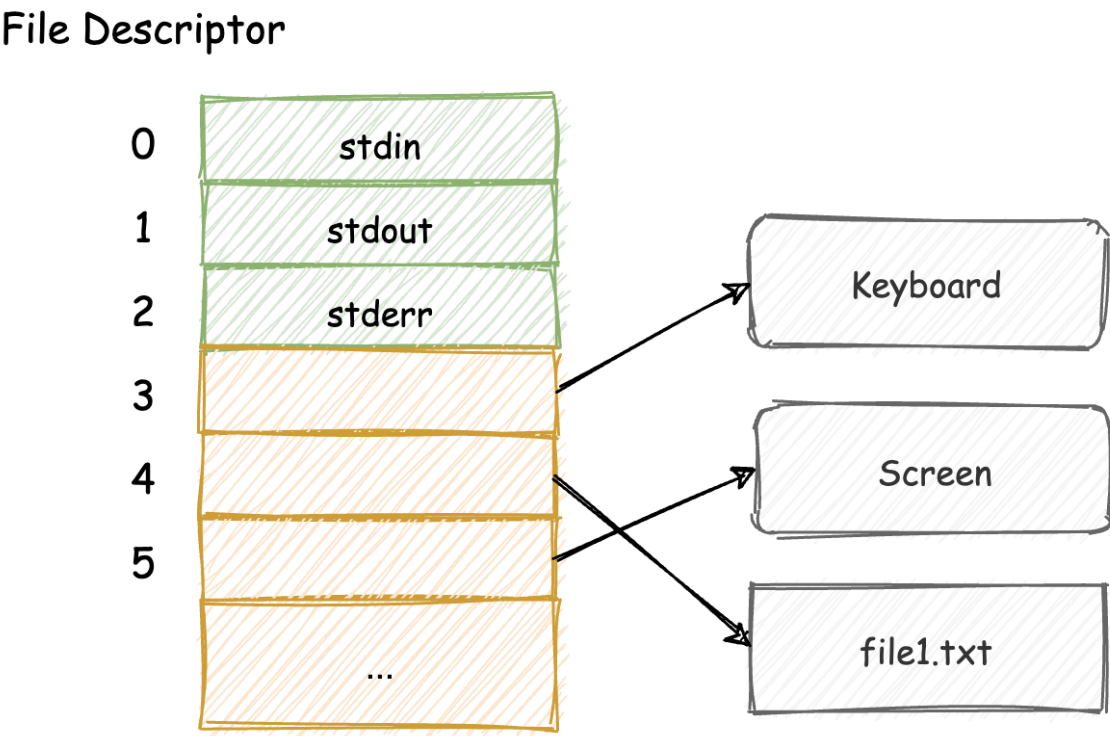 File Descriptor
0 stdin
1 stdout
2 stderr
3
4
5
...
Keyboard
Screen
file1.txt